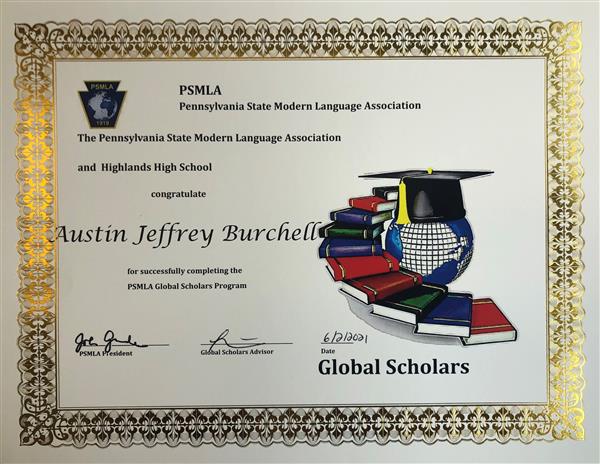 PSMLA
1919
PSMLA
Pennsylvania State Modern Language Association
The Pennsylvania State Modern Language Association
and Highlands High School
congratulate
Austin Jeffrey Burchell
for successfully completing the
PSMLA Global Scholars Program
PSMLA President
Global Scholars Advisor
6/2/2021
Date
Global Scholars